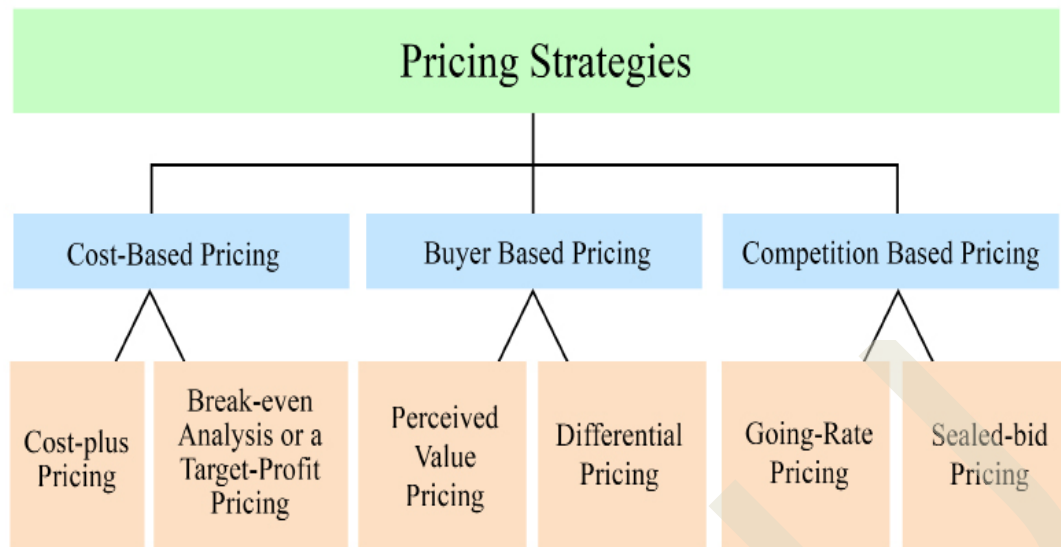 Pricing Strategies
Cost-Based Pricing
Buyer Based Pricing
Competition Based Pricing
Cost-plus
Pricing
Break-even
Analysis or a
Target-Profit
Pricing
Perceived
Value
Pricing
Differential
Pricing
Going-Rate
Pricing
Sealed-bid
Pricing